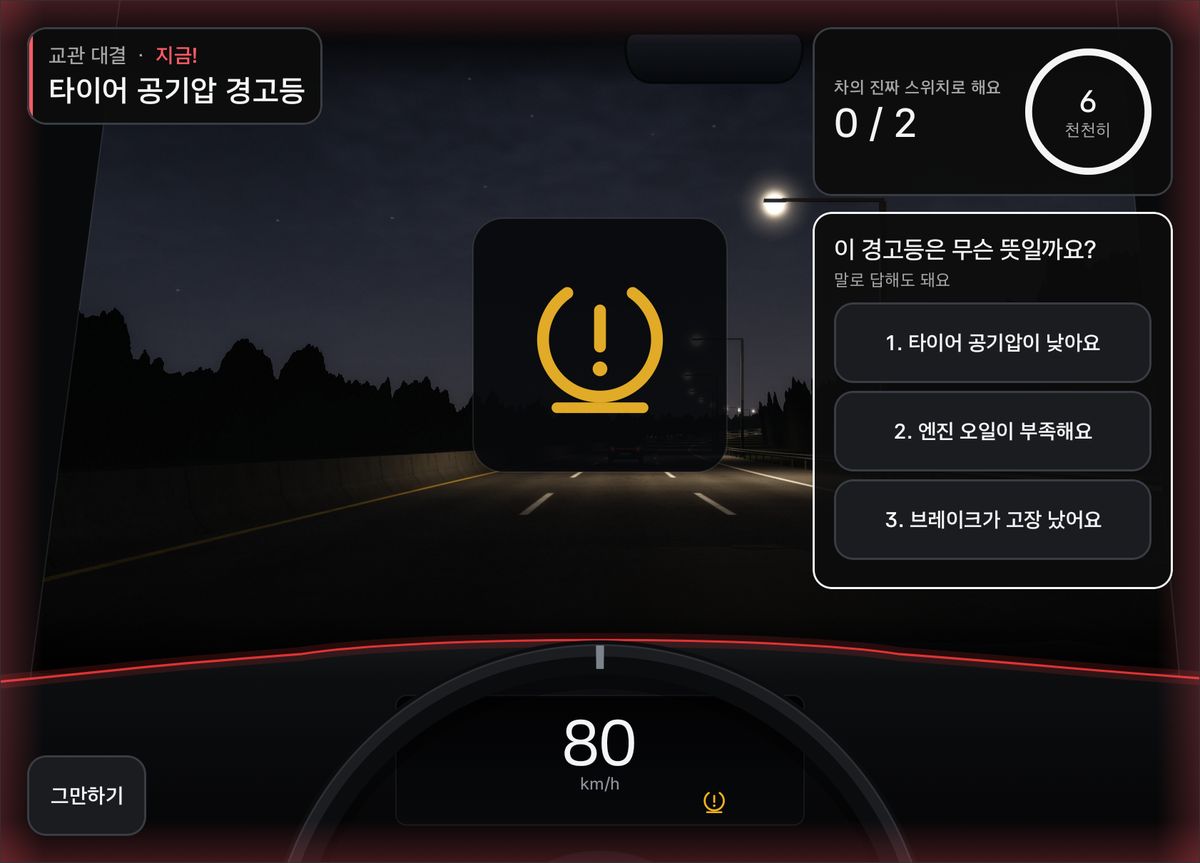 교관 대결 · 지금!
타이어 공기압 경고등
차의 진짜 스위치로 해요
0 / 2
6
천천히
이 경고등은 무슨 뜻일까요?
말로 답해도 돼요
1. 타이어 공기압이 낮아요
2. 엔진 오일이 부족해요
3. 브레이크가 고장 났어요
80
km/h
그만하기